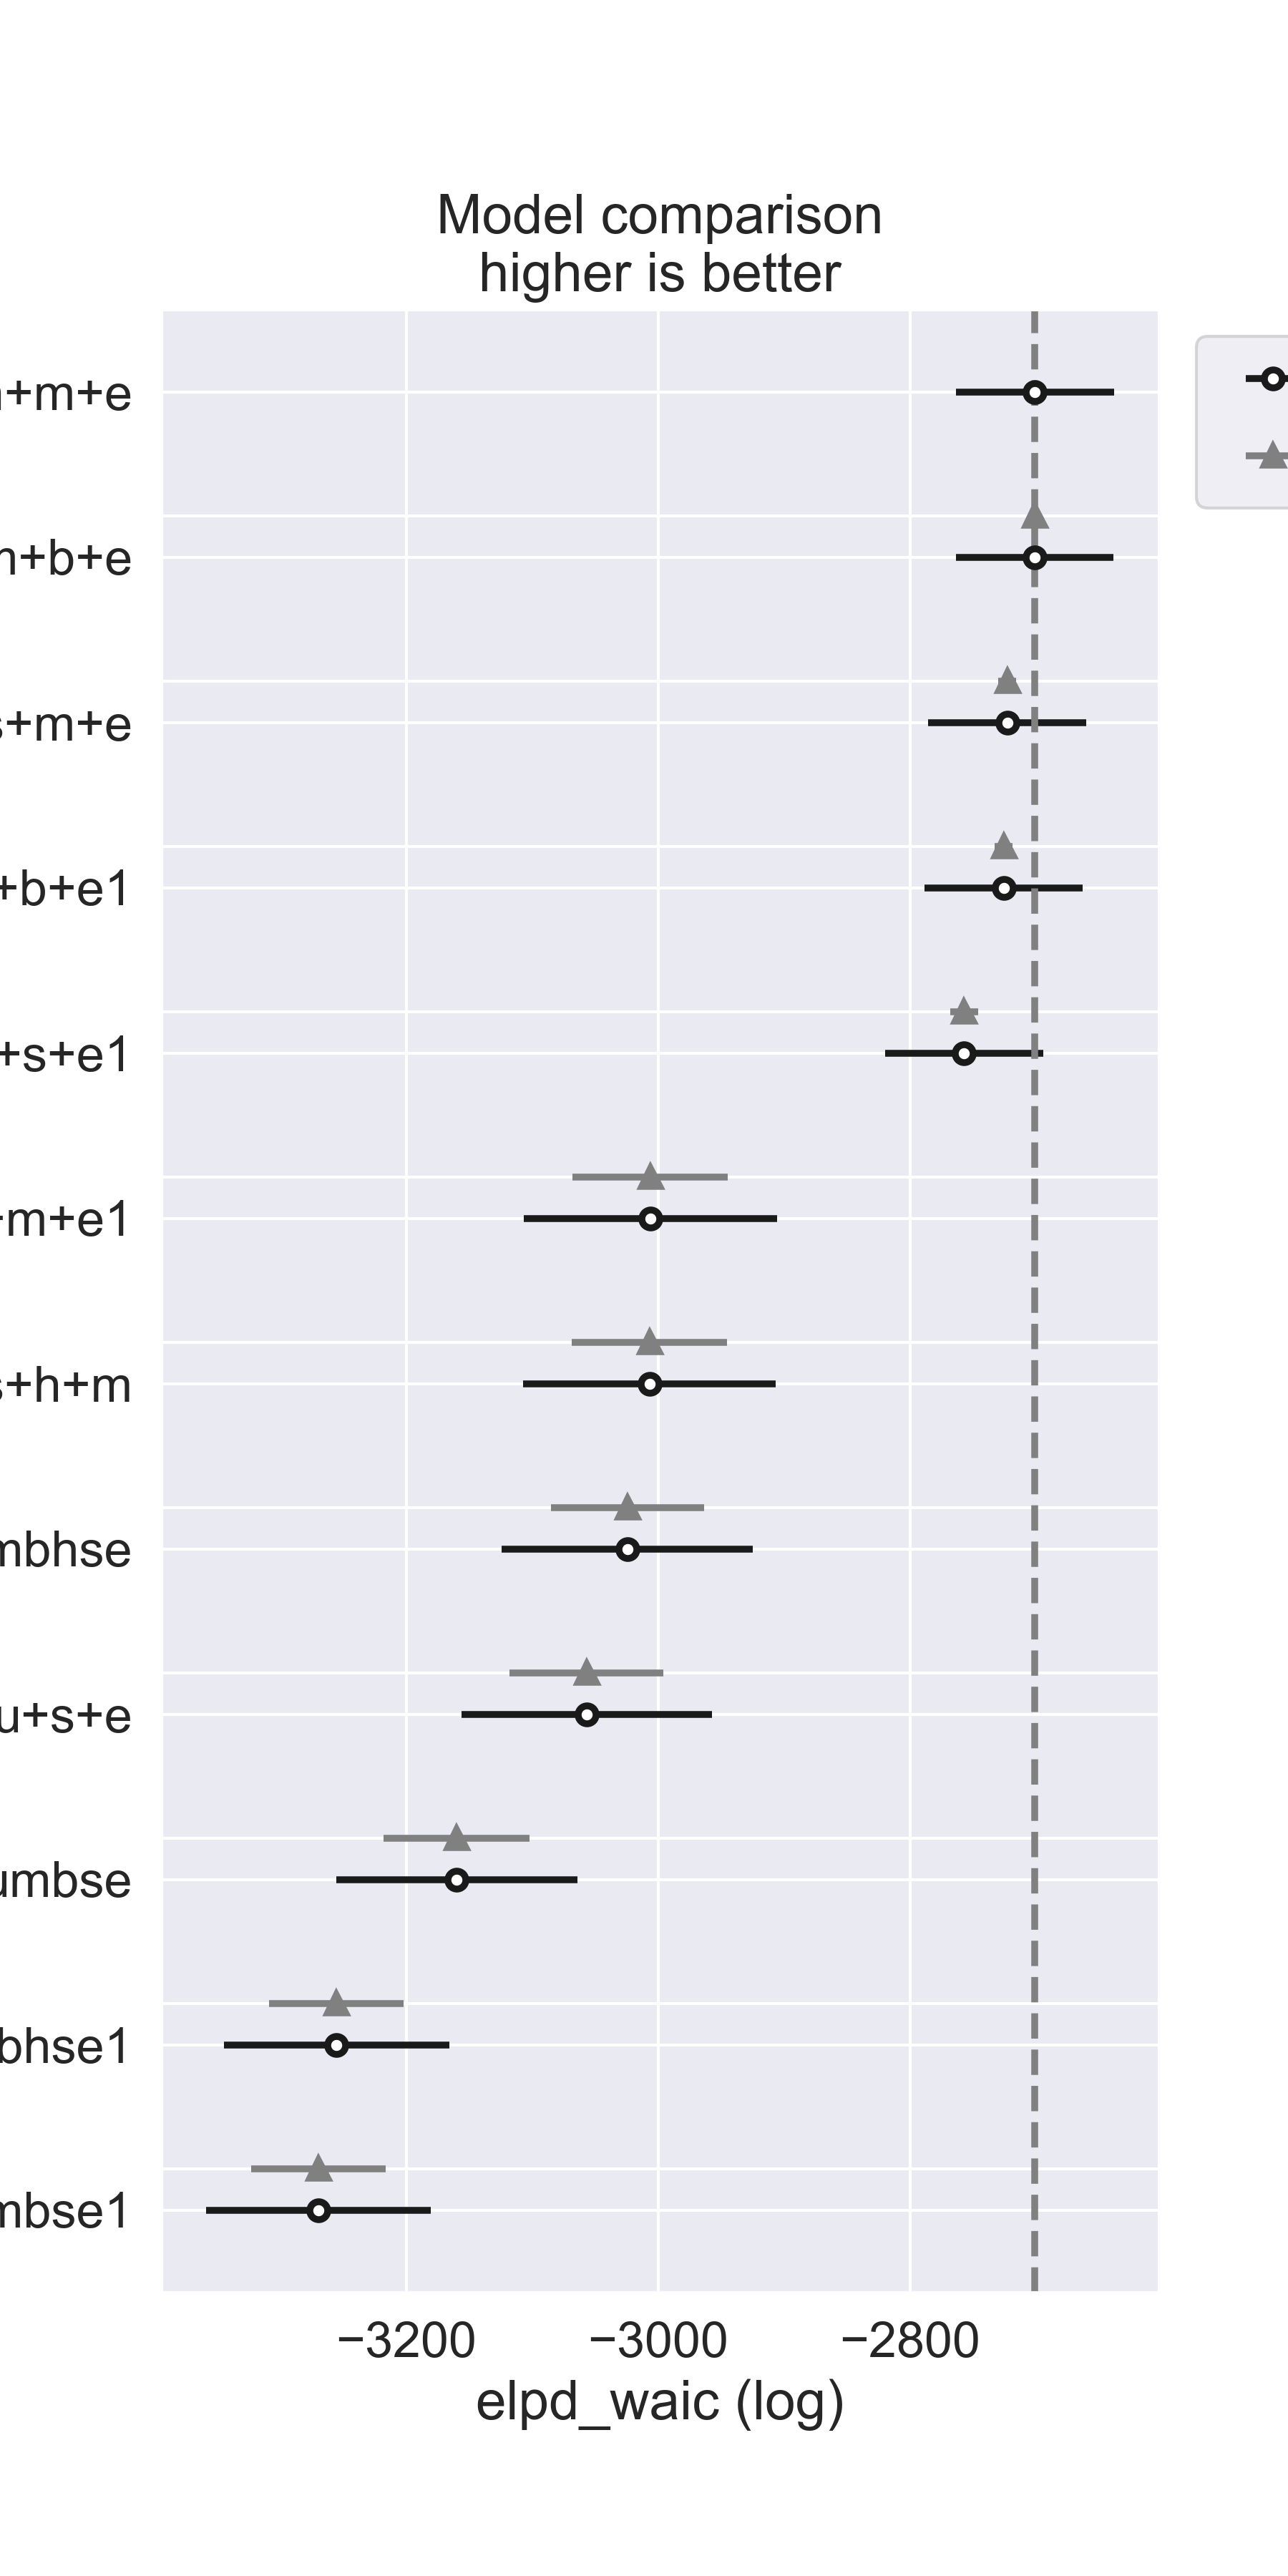 Model comparison
higher is better
+m+e
+b+e
+m+e
+b+e1
+s+e1
m+e1
+h+m
mbhse
u+s+e
umbse
bhse1
mbse1
−3200 −3000 −2800
elpd_waic (log)